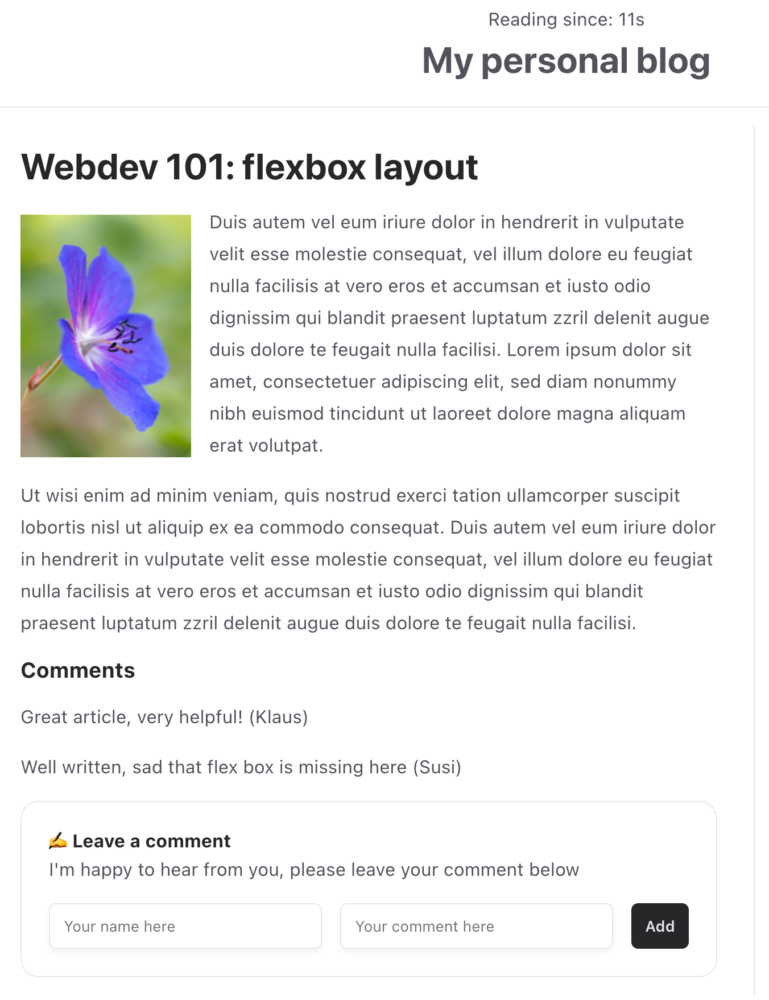 Reading since: 11s
My personal blog
Webdev 101: flexbox layout
Duis autem vel eum iriure dolor in hendrerit in vulputate
velit esse molestie consequat, vel illum dolore eu feugiat
nulla facilisis at vero eros et accumsan et iusto odio
dignissim qui blandit praesent luptatum zzril delenit augue
duis dolore te feugait nulla facilisi. Lorem ipsum dolor sit
amet, consectetuer adipiscing elit, sed diam nonummy
nibh euismod tincidunt ut laoreet dolore magna aliquam
erat volutpat.
Ut wisi enim ad minim veniam, quis nostrud exerci tation ullamcorper suscipit
lobortis nisl ut aliquip ex ea commodo consequat. Duis autem vel eum iriure dolor
in hendrerit in vulputate velit esse molestie consequat, vel illum dolore eu feugiat
nulla facilisis at vero eros et accumsan et iusto odio dignissim qui blandit
praesent luptatum zzril delenit augue duis dolore te feugait nulla facilisi.
Comments
Great article, very helpful! (Klaus)
Well written, sad that flex box is missing here (Susi)
✍️ Leave a comment
I'm happy to hear from you, please leave your comment below
Your name here
Your comment here
Add